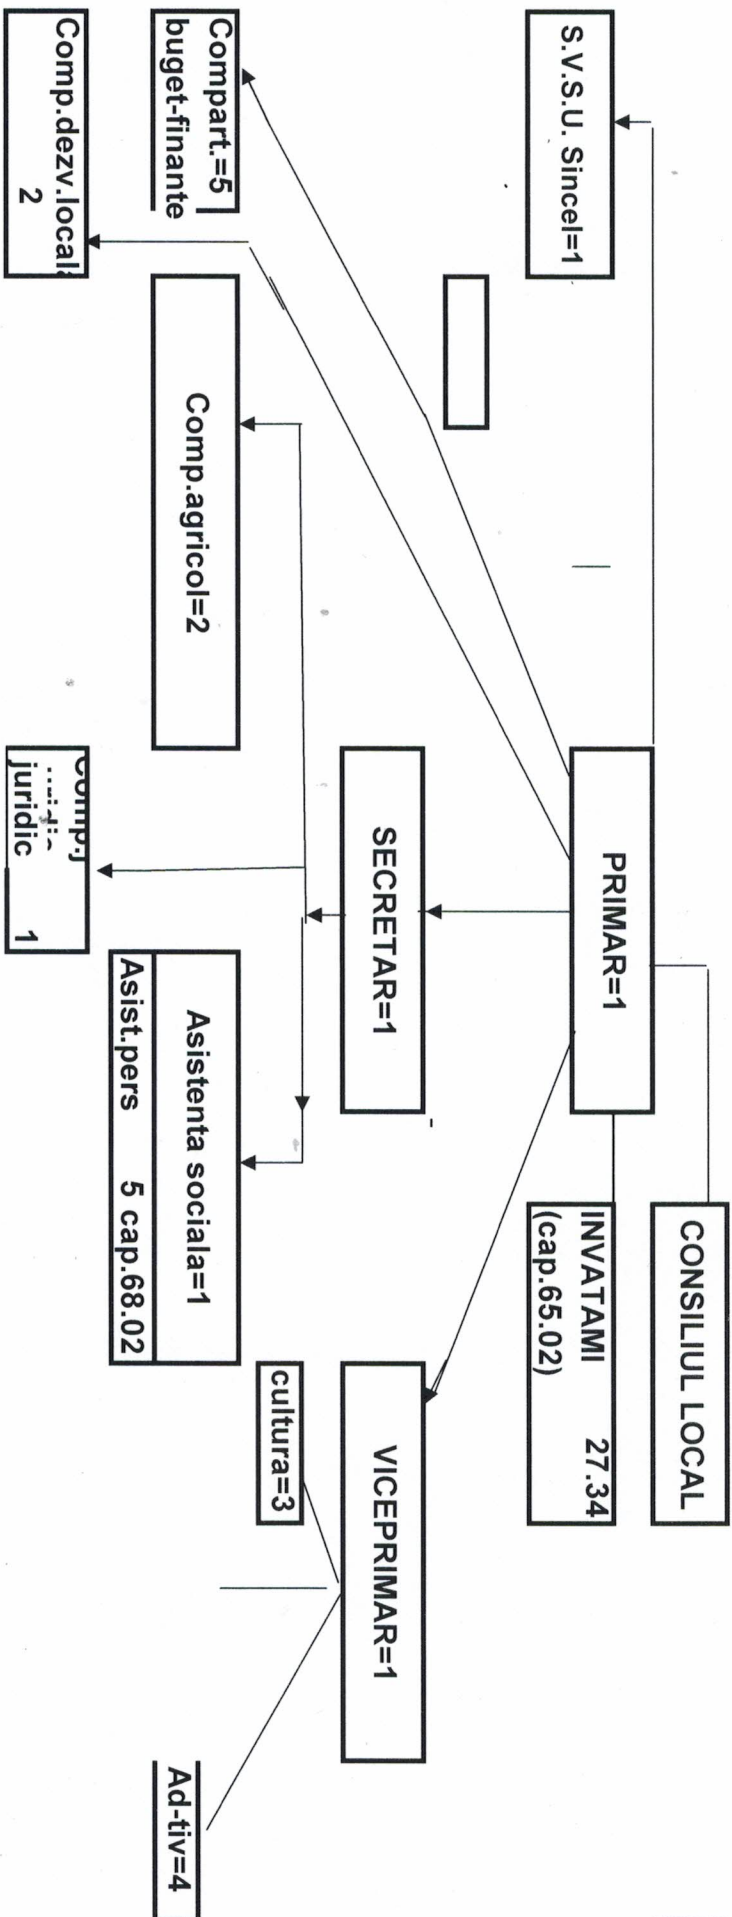 CONSILIUL LOCAL
S.V.S.U. Sincel=1
PRIMAR=1
INVATAMI 27.34
(cap.65.02)
SECRETAR=1
VICEPRIMAR=1
Compart.=5
buget-finante
Comp.agricol=2
Asistenta sociala=1
Asist.pers 5 cap.68.02
cultura=3
Ad-tiv=4
Comp.dezv.local
2
juridic 1